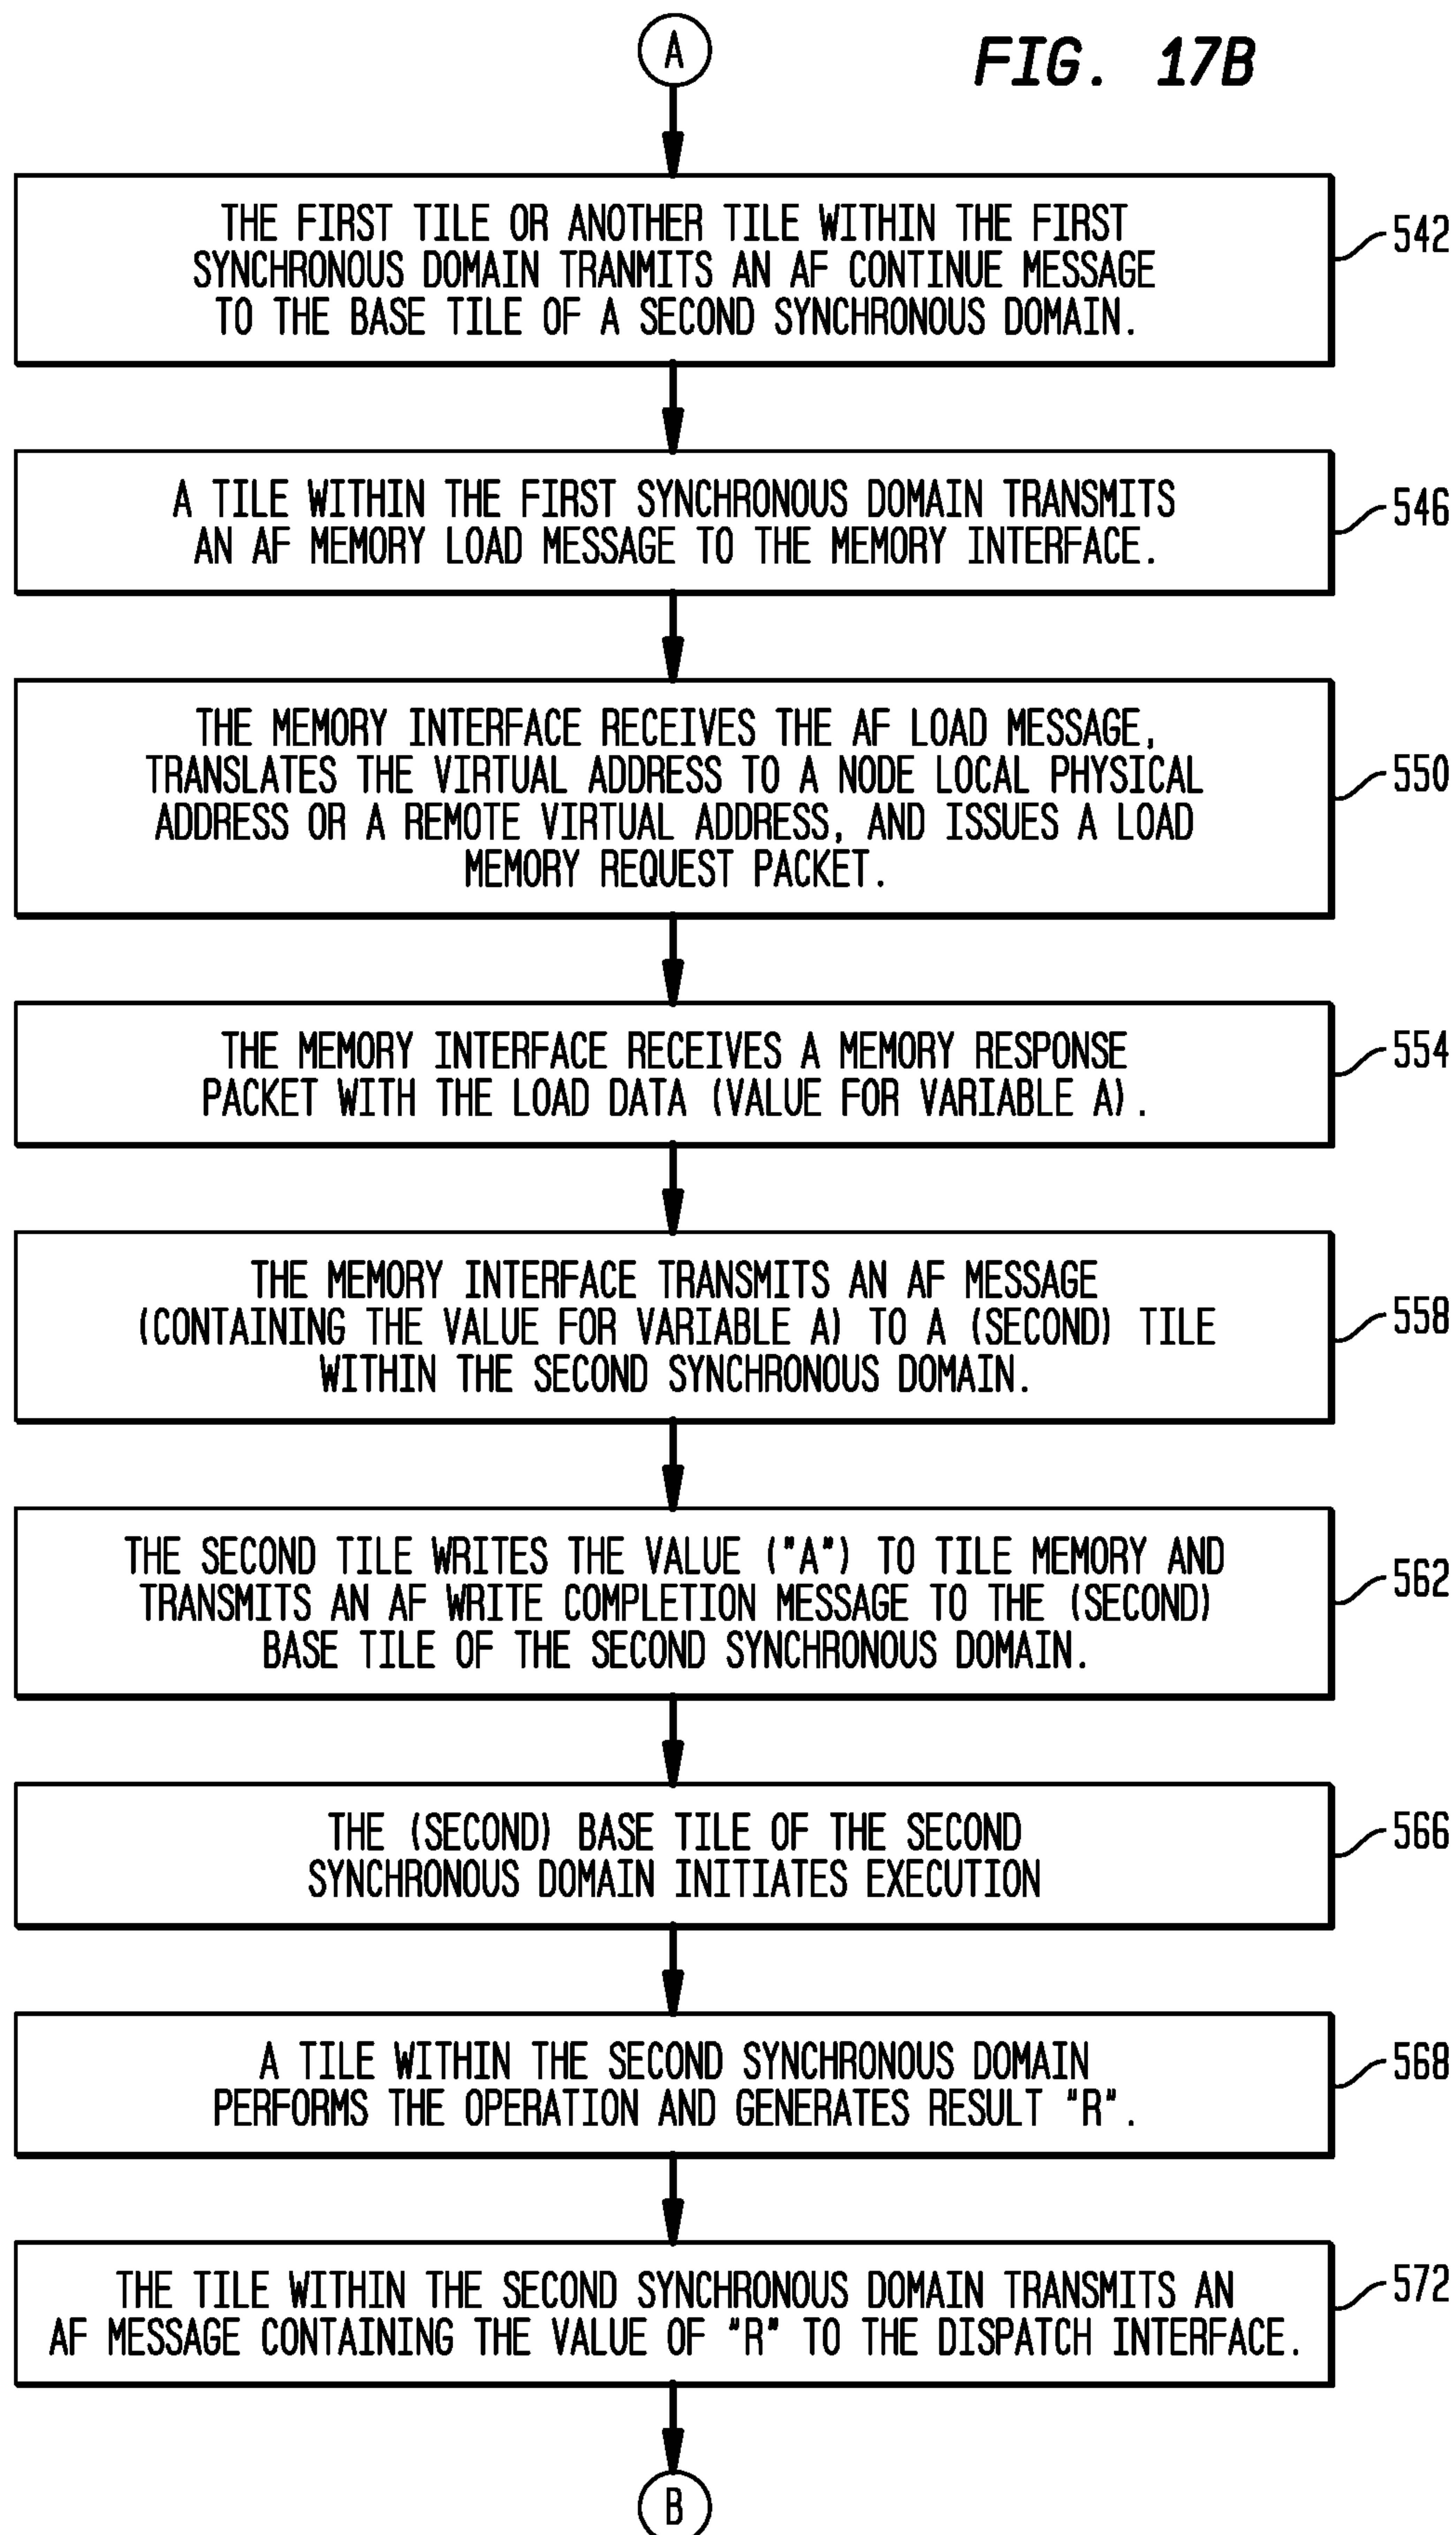 A
FIG. 17B
THE FIRST TILE OR ANOTHER TILE WITHIN THE FIRST
SYNCHRONOUS DOMAIN TRANMITS AN AF CONTINUE MESSAGE
TO THE BASE TILE OF A SECOND SYNCHRONOUS DOMAIN.
542
A TILE WITHIN THE FIRST SYNCHRONOUS DOMAIN TRANSMITS
AN AF MEMORY LOAD MESSAGE TO THE MEMORY INTERFACE.
546
THE MEMORY INTERFACE RECEIVES THE AF LOAD MESSAGE,
TRANSLATES THE VIRTUAL ADDRESS TO A NODE LOCAL PHYSICAL
ADDRESS OR A REMOTE VIRTUAL ADDRESS, AND ISSUES A LOAD
MEMORY REQUEST PACKET.
550
THE MEMORY INTERFACE RECEIVES A MEMORY RESPONSE
PACKET WITH THE LOAD DATA (VALUE FOR VARIABLE A).
554
THE MEMORY INTERFACE TRANSMITS AN AF MESSAGE
(CONTAINING THE VALUE FOR VARIABLE A) TO A (SECOND) TILE
WITHIN THE SECOND SYNCHRONOUS DOMAIN.
558
THE SECOND TILE WRITES THE VALUE ("A") TO TILE MEMORY AND
TRANSMITS AN AF WRITE COMPLETION MESSAGE TO THE (SECOND)
BASE TILE OF THE SECOND SYNCHRONOUS DOMAIN.
562
THE (SECOND) BASE TILE OF THE SECOND
SYNCHRONOUS DOMAIN INITIATES EXECUTION
566
A TILE WITHIN THE SECOND SYNCHRONOUS DOMAIN
PERFORMS THE OPERATION AND GENERATES RESULT "R".
568
THE TILE WITHIN THE SECOND SYNCHRONOUS DOMAIN TRANSMITS AN
AF MESSAGE CONTAINING THE VALUE OF "R" TO THE DISPATCH INTERFACE.
572
B